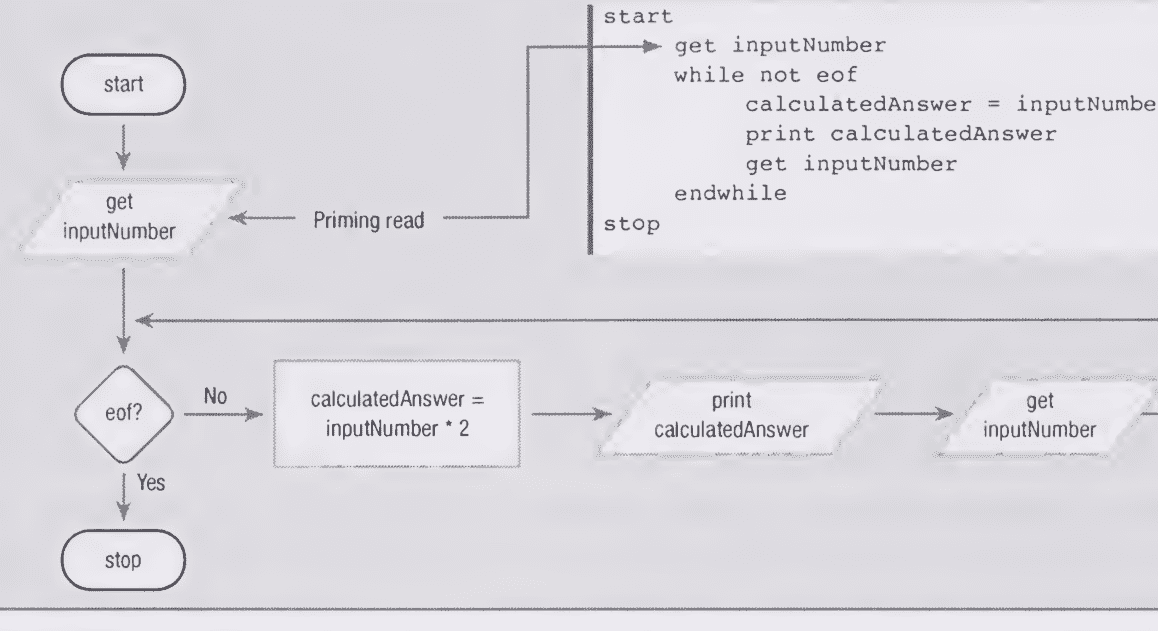 start
get inputNumber
while not eof
calculatedAnswer = inputNumbe
print calculatedAnswer
get inputNumber
endwhile
stop
start
get
inputNumber
Priming read
eof?
No
calculatedAnswer =
inputNumber * 2
print
calculatedAnswer
get
inputNumber
Yes
stop